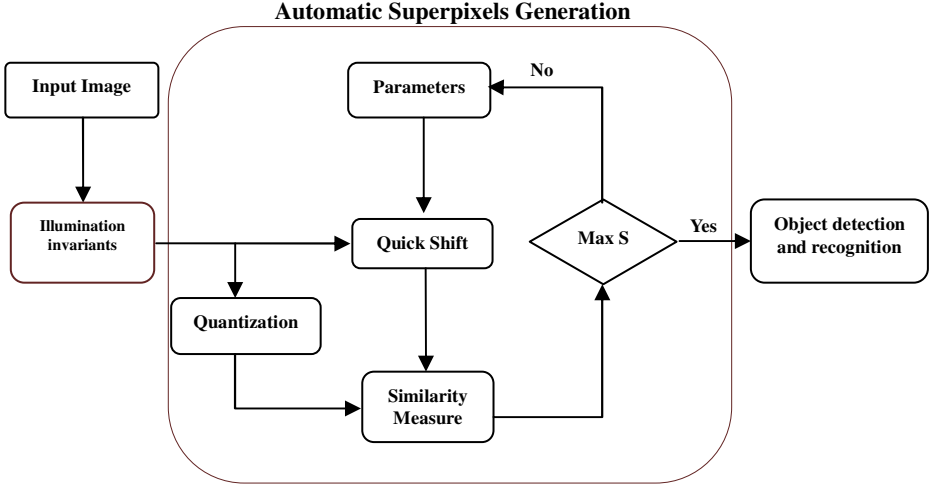 Automatic Superpixels Generation
Input Image
Parameters
No
Illumination
invariants
Quick Shift
Max S
Yes
Object detection
and recognition
Quantization
Similarity
Measure